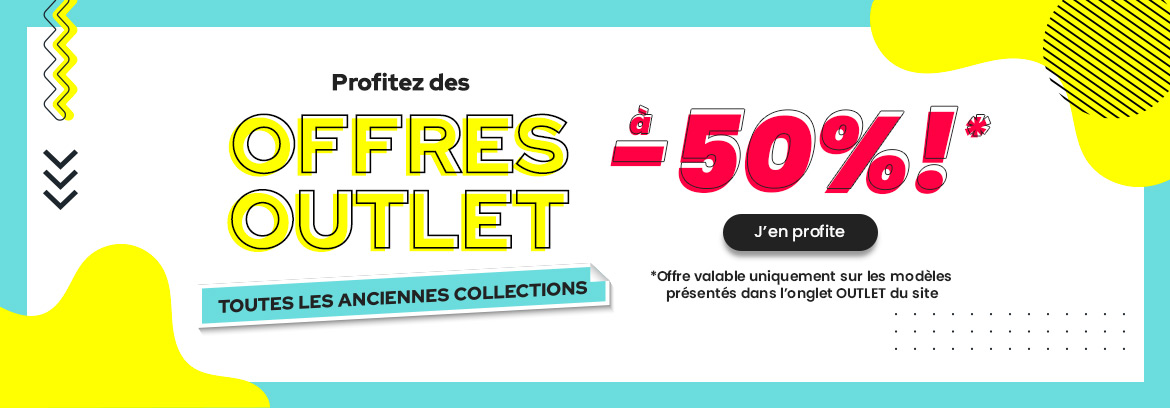 Profitez des
OFFRES
OUTLET
TOUTES LES ANCIENNES COLLECTIONS
à
-50%!*
J'en profite
*Offre valable uniquement sur les modèles
présentés dans l'onglet OUTLET du site